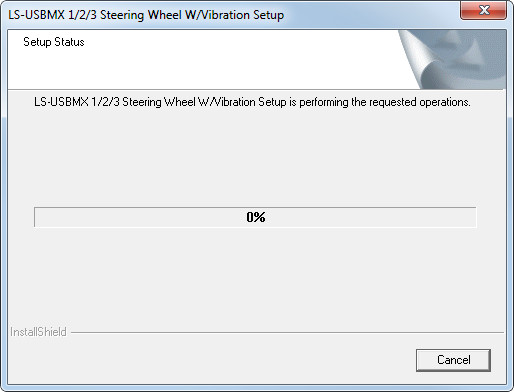 LS-USBMX 1/2/3 Steering Wheel W/Vibration Setup
Setup Status
LS-USBMX 1/2/3 Steering Wheel W/Vibration Setup is performing the requested operations.
0%
InstallShield
Cancel